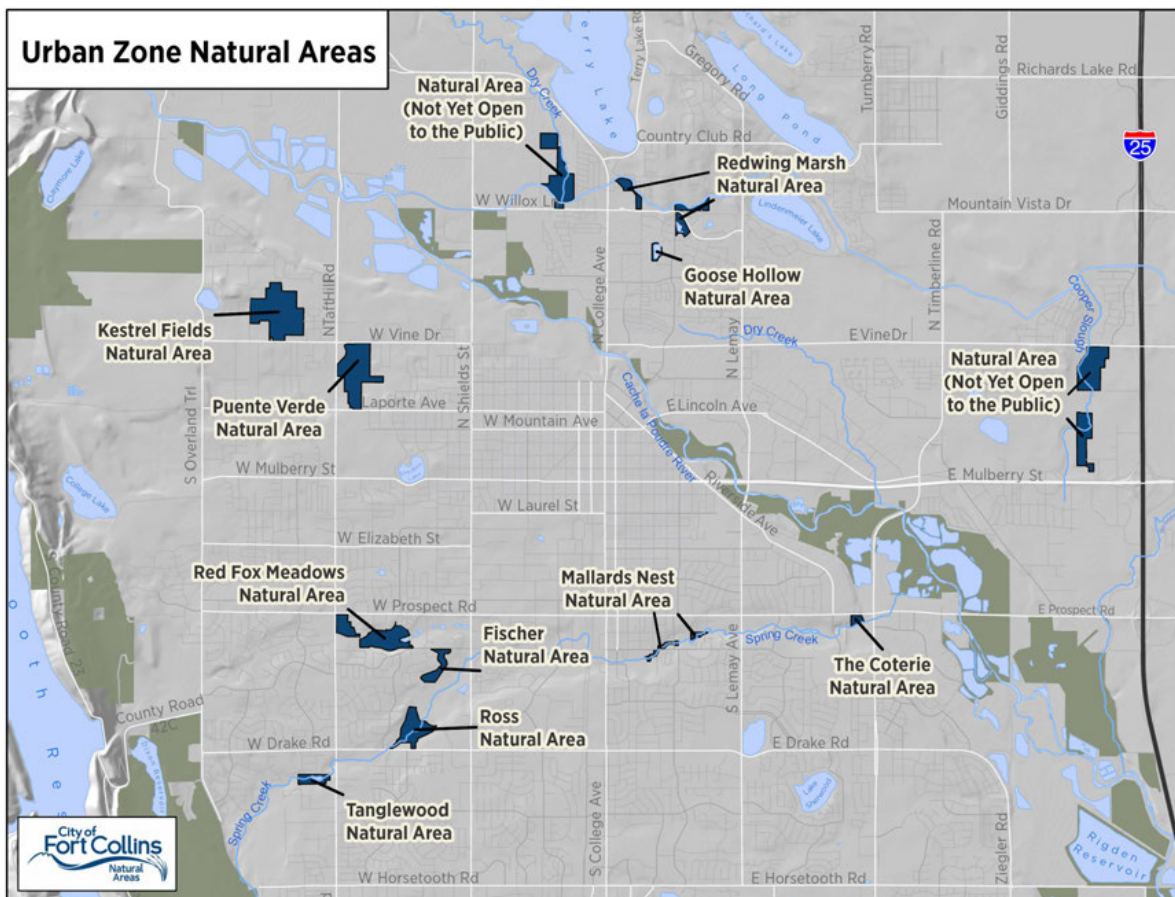 Urban Zone Natural Areas
Terry Lake Rd
Gregory Rd
Turnberry Rd
Giddings Rd
Richards Lake Rd
Natural Area
(Not Yet Open
to the Public)
Dry Creek
Long Pond
Country Club Rd
25
Claymore Lake
Redwing Marsh
Natural Area
W Willox Ln
Lindenmeier Lake
Mountain Vista Dr
Goose Hollow
Natural Area
N College Ave
N Timberline Rd
Cooper Slough
N Taft Hill Rd
Kestrel Fields
Natural Area
W Vine Dr
Dry Creek
N Lemay
E Vine Dr
Natural Area
(Not Yet Open
to the Public)
S Overland Trl
Puente Verde
Natural Area
Laporte Ave
N Shields St
W Mountain Ave
Cache la Poudre River
E Lincoln Ave
W Mulberry St
E Mulberry St
College Lake
W Laurel St
Riverside Ave
W Elizabeth St
Red Fox Meadows
Natural Area
W Prospect Rd
Mallards Nest
Natural Area
E Prospect Rd
S County Road 23
Fischer
Natural Area
Spring Creek
The Coterie
Natural Area
S Lemay Ave
County Road
42C
Ross
Natural Area
W Drake Rd
E Drake Rd
Dixon Reservoir
Tanglewood
Natural Area
Spring Creek
Lake Sherwood
S College Ave
Ziegler Rd
Rigden
Reservoir
W Horsetooth Rd
E Horsetooth Rd
City of
Fort Collins
Natural
Areas